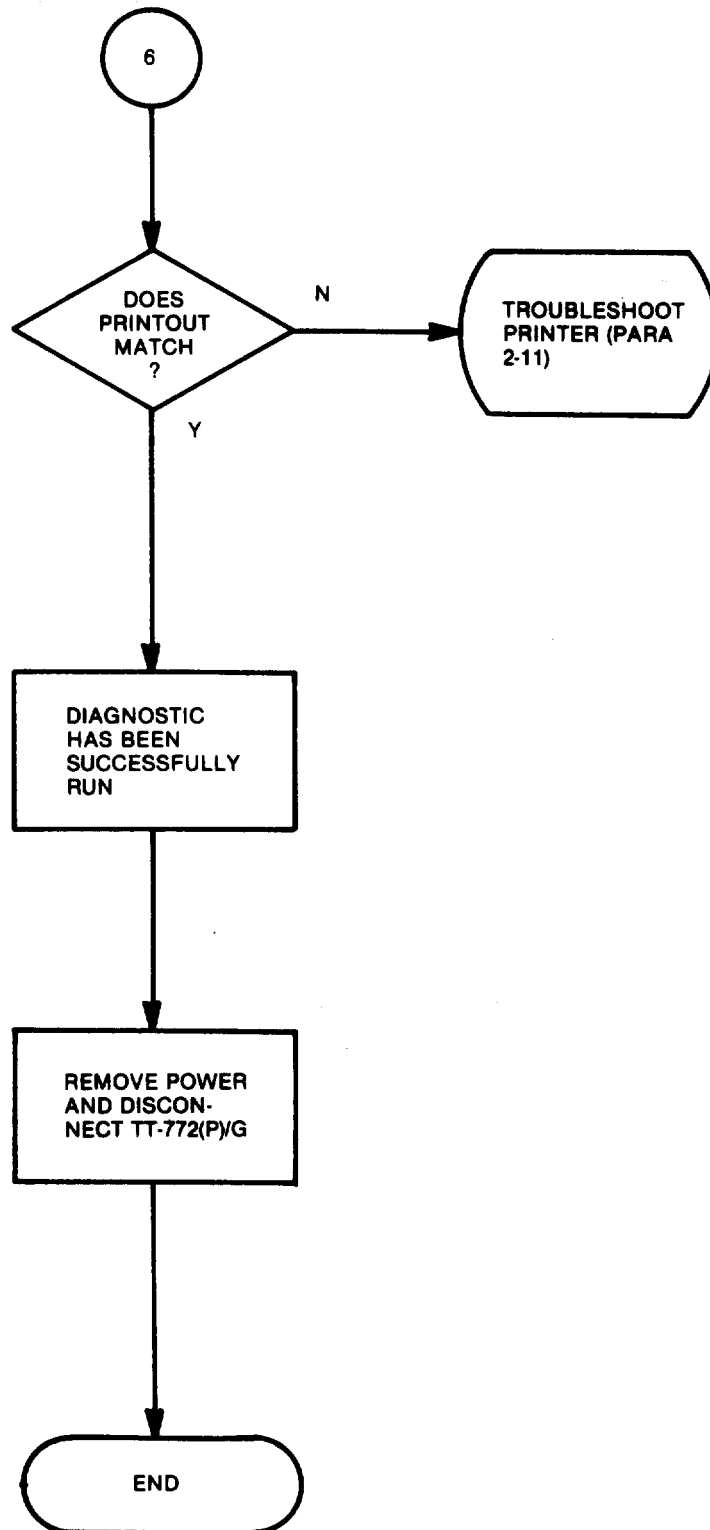 6
DOES
PRINTOUT
MATCH
?
N
TROUBLESHOOT
PRINTER (PARA
2-11)
Y
DIAGNOSTIC
HAS BEEN
SUCCESSFULLY
RUN
REMOVE POWER
AND DISCON-
NECT TT-772(P)/G
END